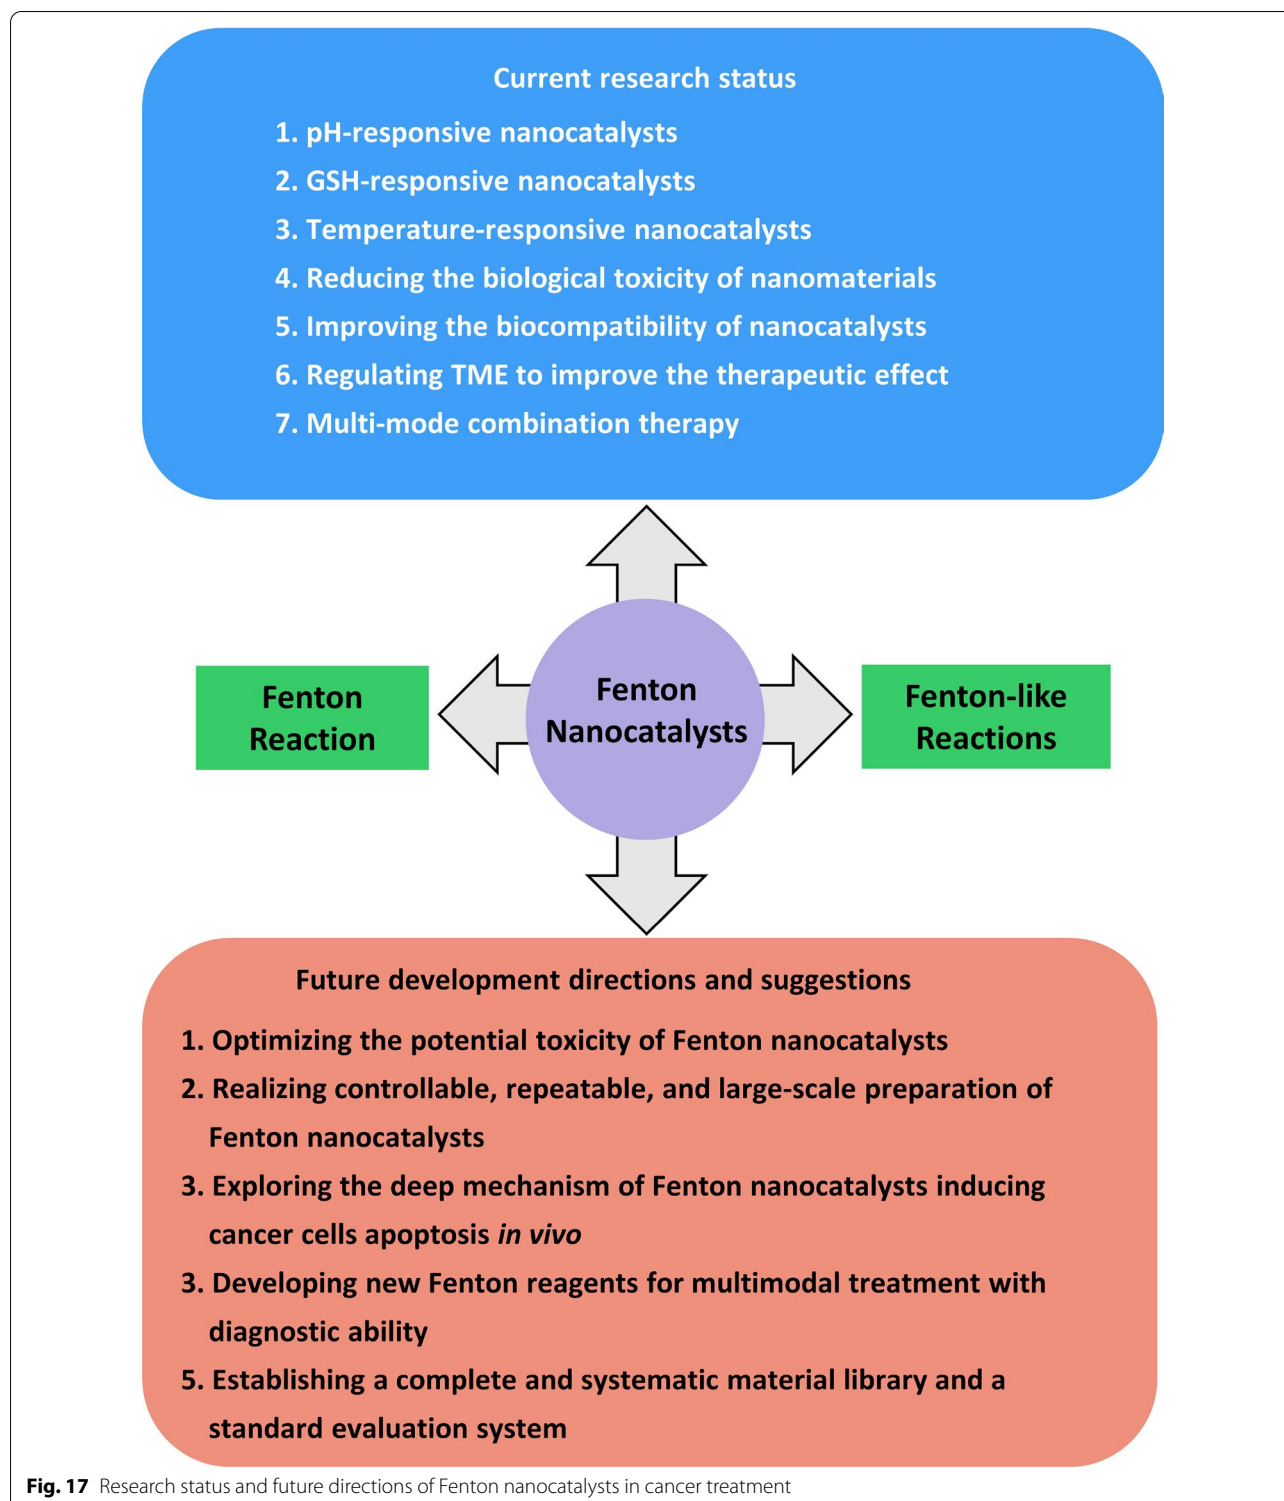 Current research status
1. pH-responsive nanocatalysts
2. GSH-responsive nanocatalysts
3. Temperature-responsive nanocatalysts
4. Reducing the biological toxicity of nanomaterials
5. Improving the biocompatibility of nanocatalysts
6. Regulating TME to improve the therapeutic effect
7. Multi-mode combination therapy
Fenton
Reaction
Fenton
Nanocatalysts
Fenton-like
Reactions
Future development directions and suggestions
1. Optimizing the potential toxicity of Fenton nanocatalysts
2. Realizing controllable, repeatable, and large-scale preparation of
Fenton nanocatalysts
3. Exploring the deep mechanism of Fenton nanocatalysts inducing
cancer cells apoptosis in vivo
3. Developing new Fenton reagents for multimodal treatment with
diagnostic ability
5. Establishing a complete and systematic material library and a
standard evaluation system
Fig. 17 Research status and future directions of Fenton nanocatalysts in cancer treatment